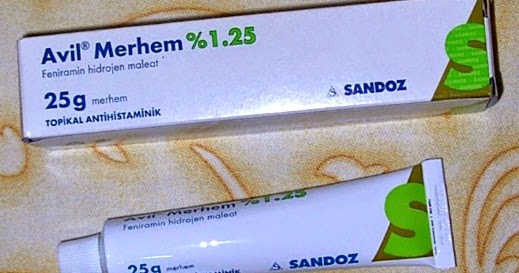 Avil® Merhem %1.25
Feniramin hidrojen maleat
25g merhem
TOPİKAL ANTİHİSTAMİNİK
S SANDOZ
Avil Merhem %1.25
Feniramin hidrojen maleat
25g merhem
SANDOZ